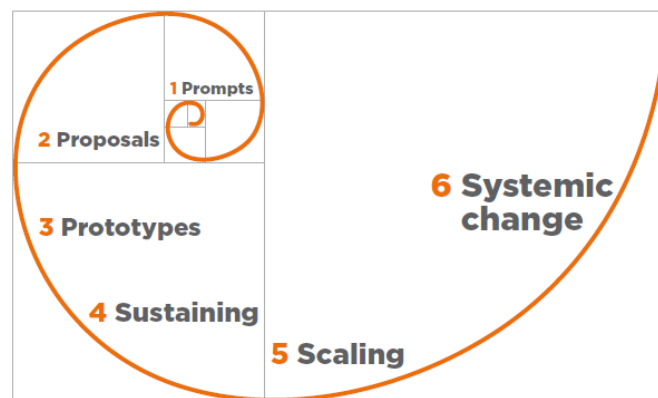 1 Prompts
2 Proposals
3 Prototypes
4 Sustaining
5 Scaling
6 Systemic
change